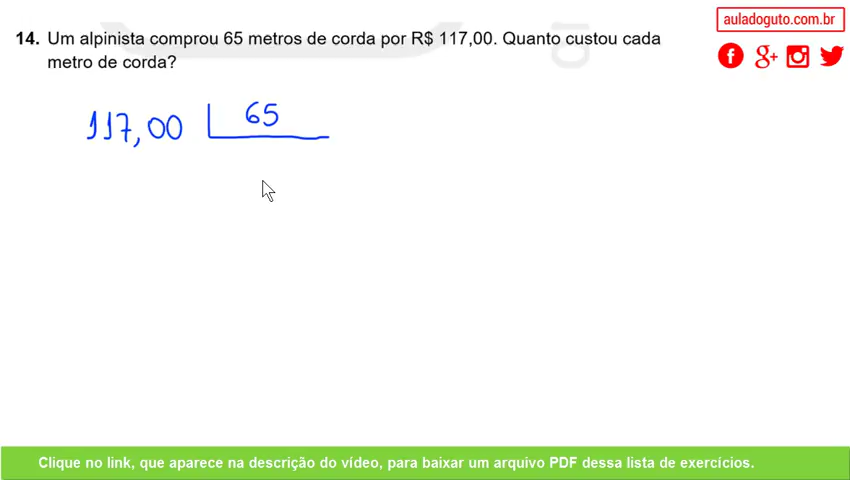 auladoguto.com.br
14. Um alpinista comprou 65 metros de corda por R$ 117,00. Quanto custou cada
metro de corda?
117,00 65
Clique no link, que aparece na descrição do vídeo, para baixar um arquivo PDF dessa lista de exercícios.